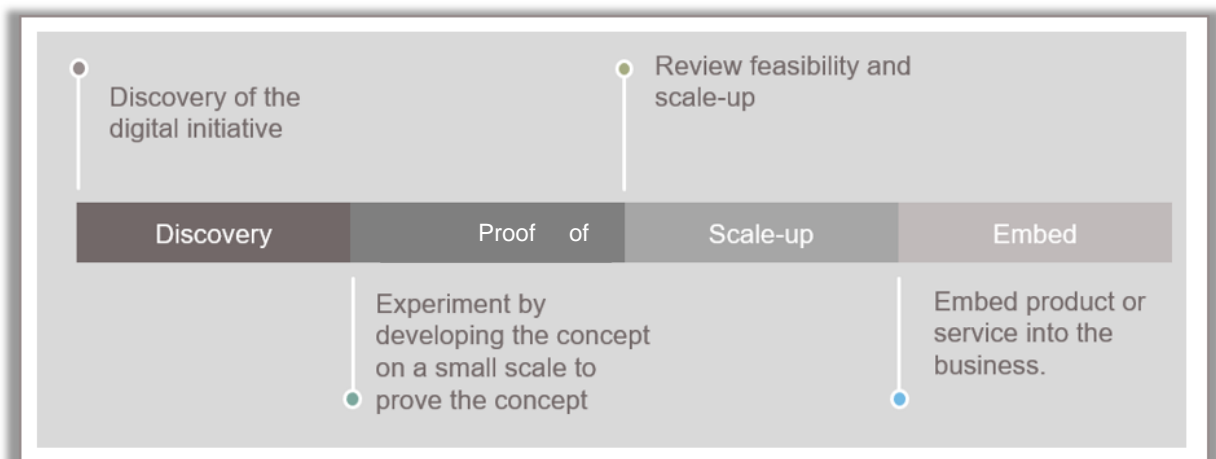 Discovery of the
digital initiative
Review feasibility and
scale-up
Discovery
Proof of
Scale-up
Embed
Experiment by
developing the concept
on a small scale to
prove the concept
Embed product or
service into the
business.